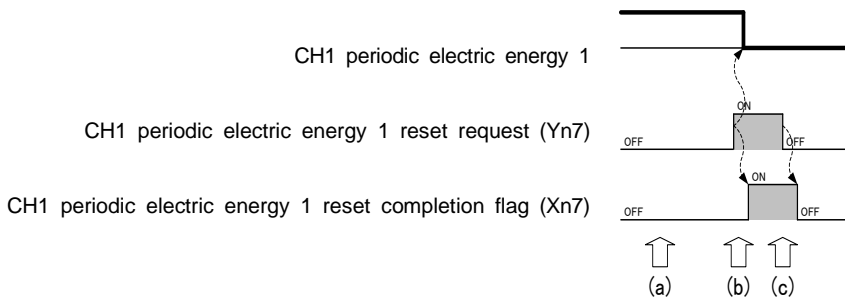 CH1 periodic electric energy 1
ON
CH1 periodic electric energy 1 reset request (Yn7)
OFF
OFF
ON
CH1 periodic electric energy 1 reset completion flag (Xn7)
OFF
OFF
(a) (b) (c)